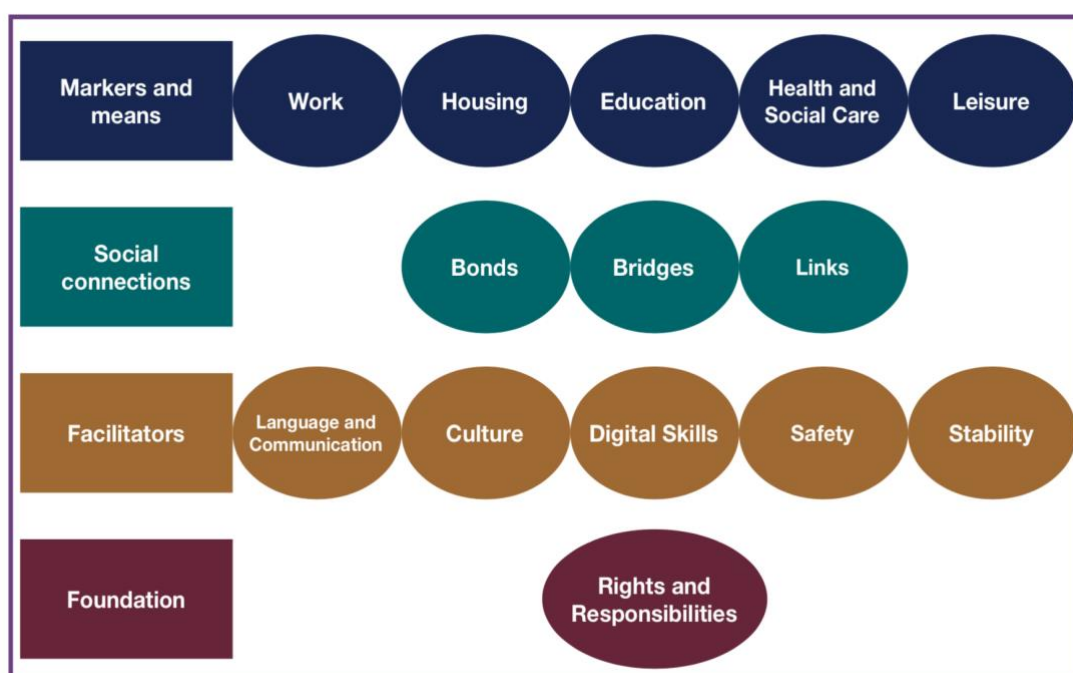 Markers and
means
Work
Housing
Education
Health and
Social Care
Leisure
Social
connections
Bonds
Bridges
Links
Facilitators
Language and
Communication
Culture
Digital Skills
Safety
Stability
Foundation
Rights and
Responsibilities